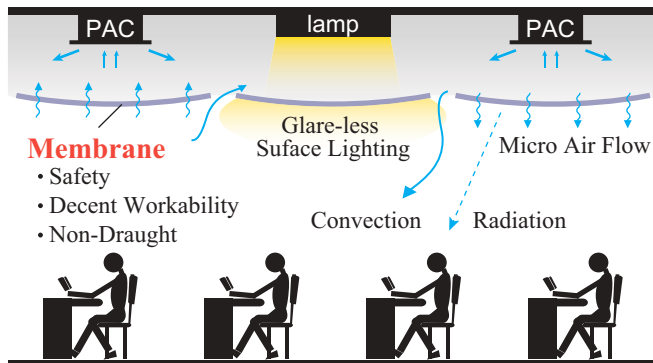 PAC
lamp
PAC
Membrane
• Safety
• Decent Workability
• Non-Draught
Glare-less
Suface Lighting
Micro Air Flow
Convection
Radiation